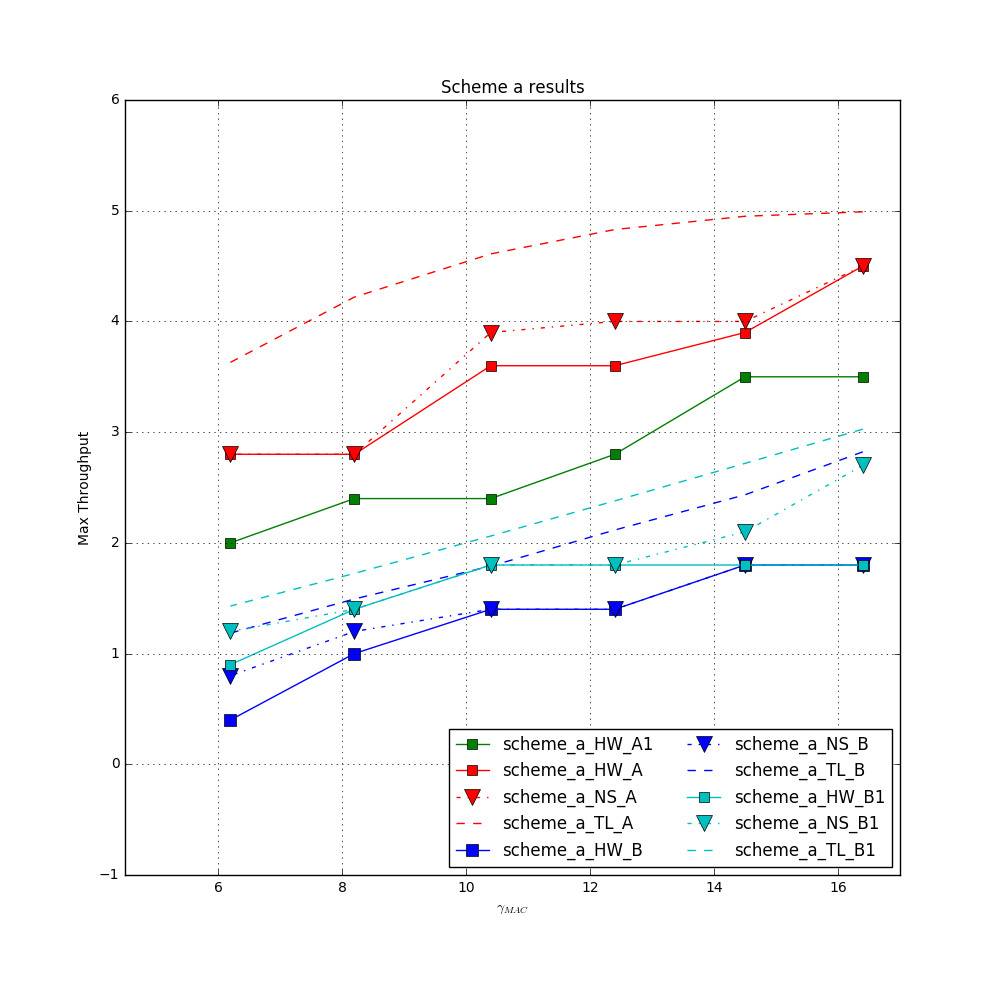 Scheme a results
6
5
4
3
2
1
0
−1
Max Throughput
6 8 10 12 14 16
γMAC
scheme_a_HW_A1
scheme_a_HW_A
scheme_a_NS_A
scheme_a_TL_A
scheme_a_HW_B
scheme_a_NS_B
scheme_a_TL_B
scheme_a_HW_B1
scheme_a_NS_B1
scheme_a_TL_B1